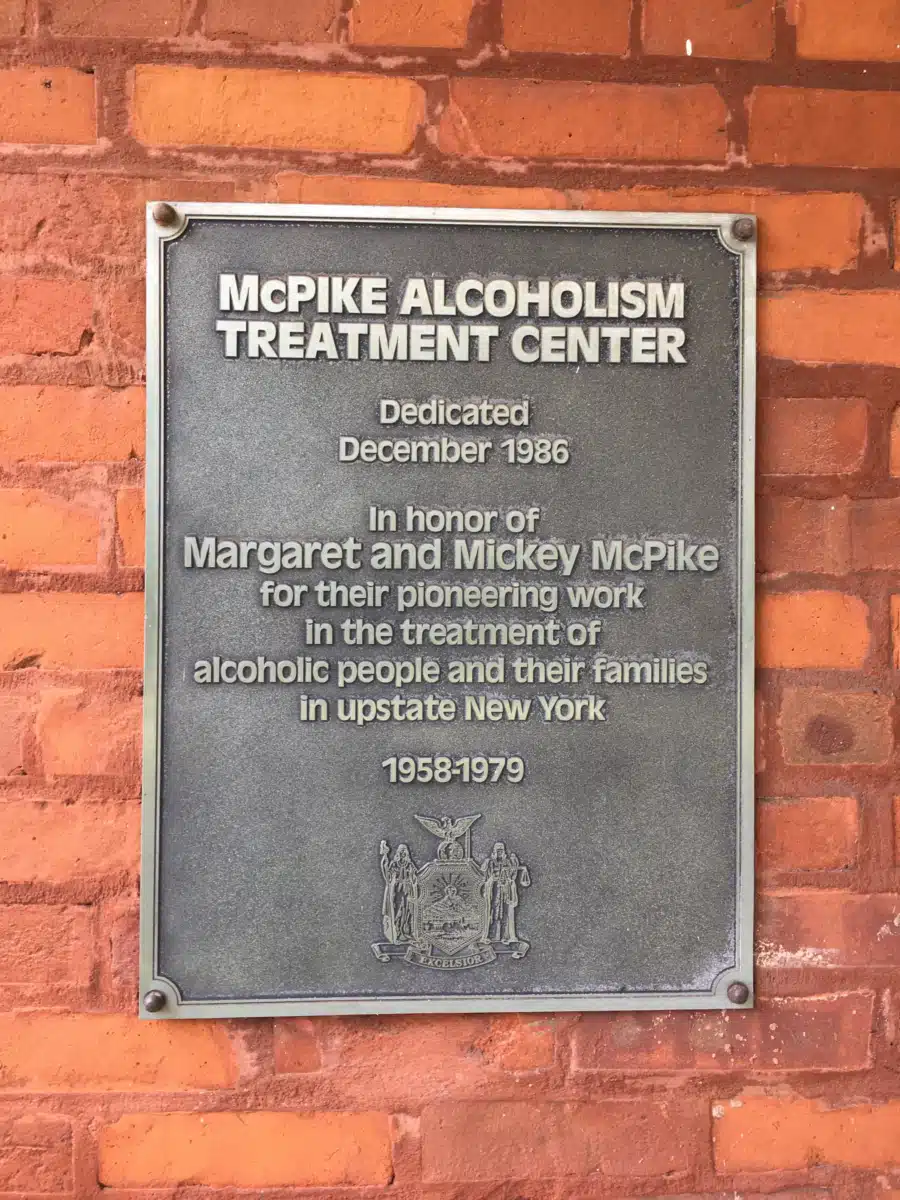 McPIKE ALCOHOLISM
TREATMENT CENTER
Dedicated
December 1986
In honor of
Margaret and Mickey McPike
for their pioneering work
in the treatment of
alcoholic people and their families
in upstate New York
1958-1979
EXCELSIOR